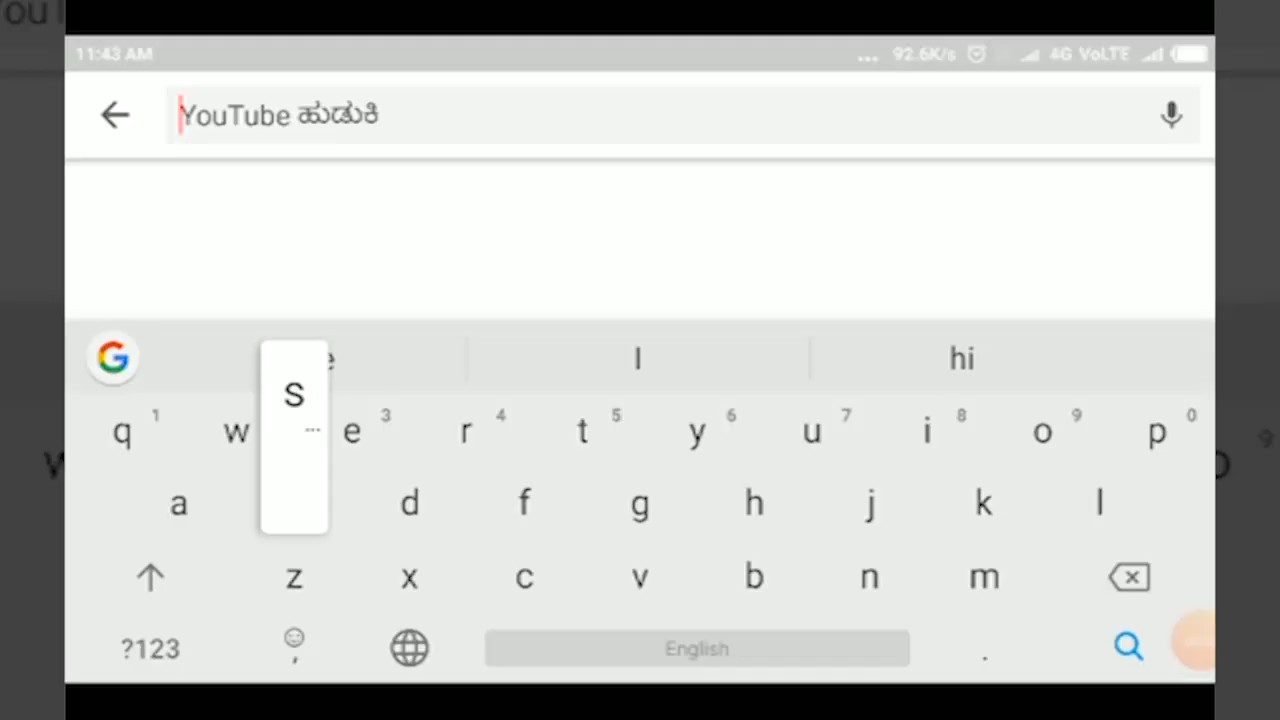 11:43 AM ... 92.6K/s 4G VoLTE
YouTube ಹುಡುಕಿ
I hi
q 1 w e 3 r 4 t 5 y 6 u 7 i 8 o 9 p 0
S
a d f g h j k l
z x c v b n m
?123 , English .